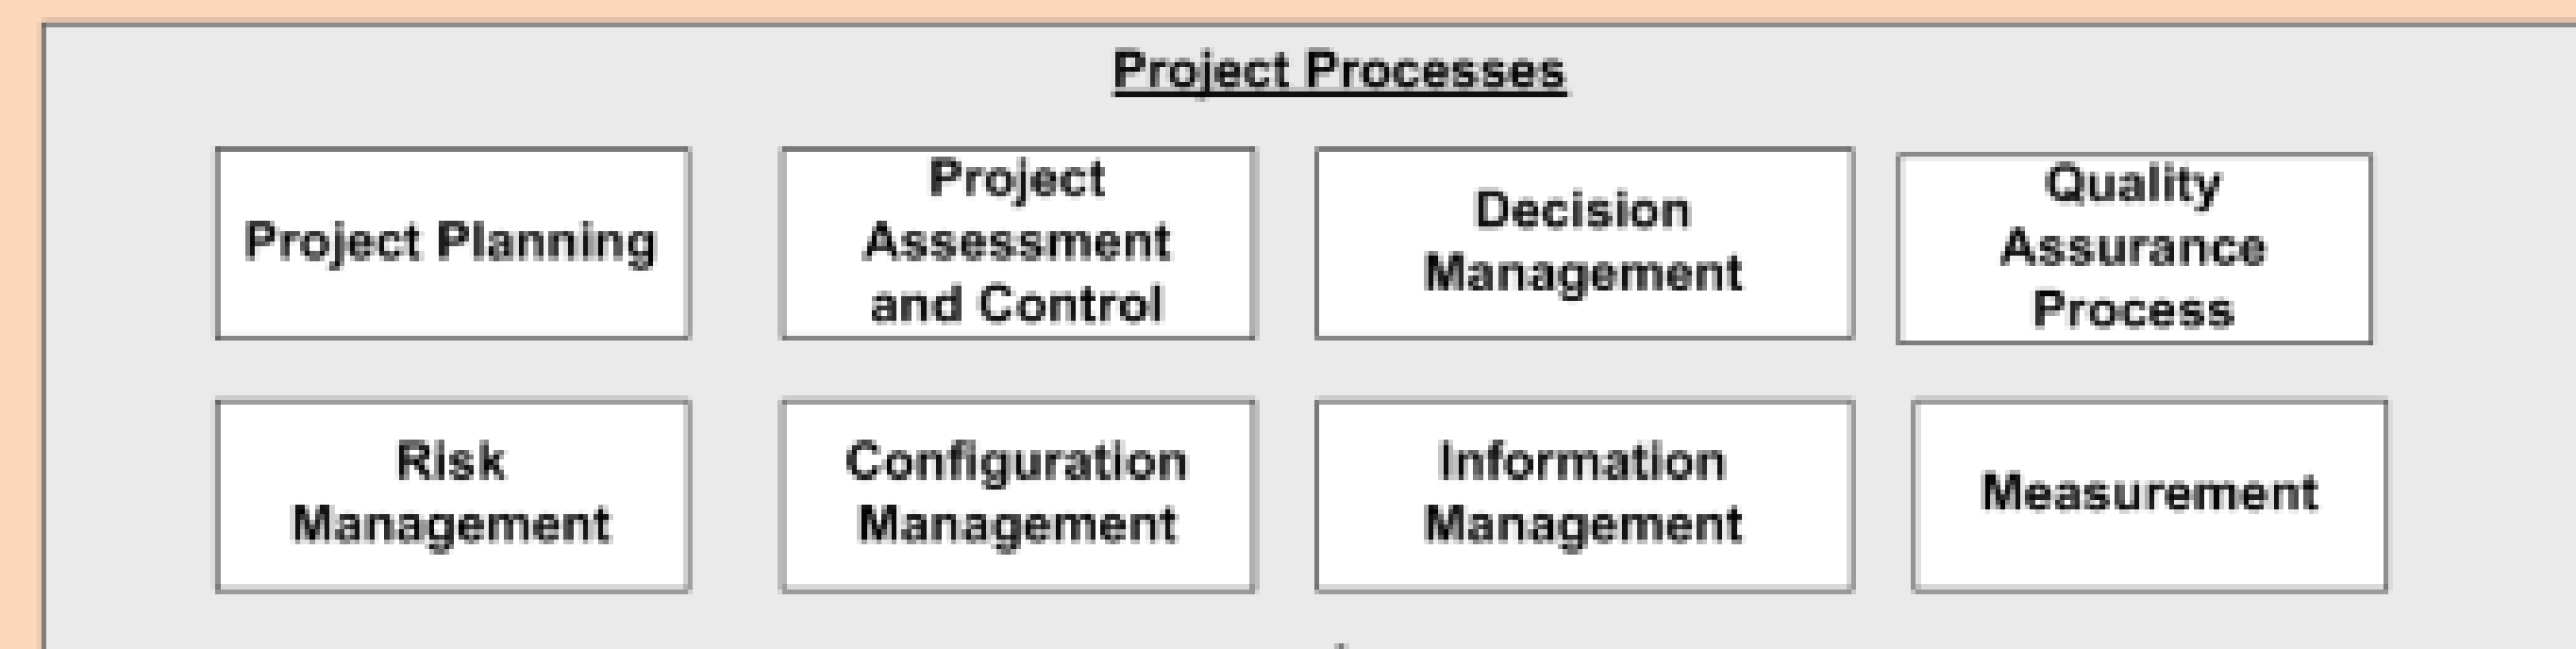 Project Processes
Project Planning
Project
Assessment
and Control
Decision
Management
Quality
Assurance
Process
Risk
Management
Configuration
Management
Information
Management
Measurement